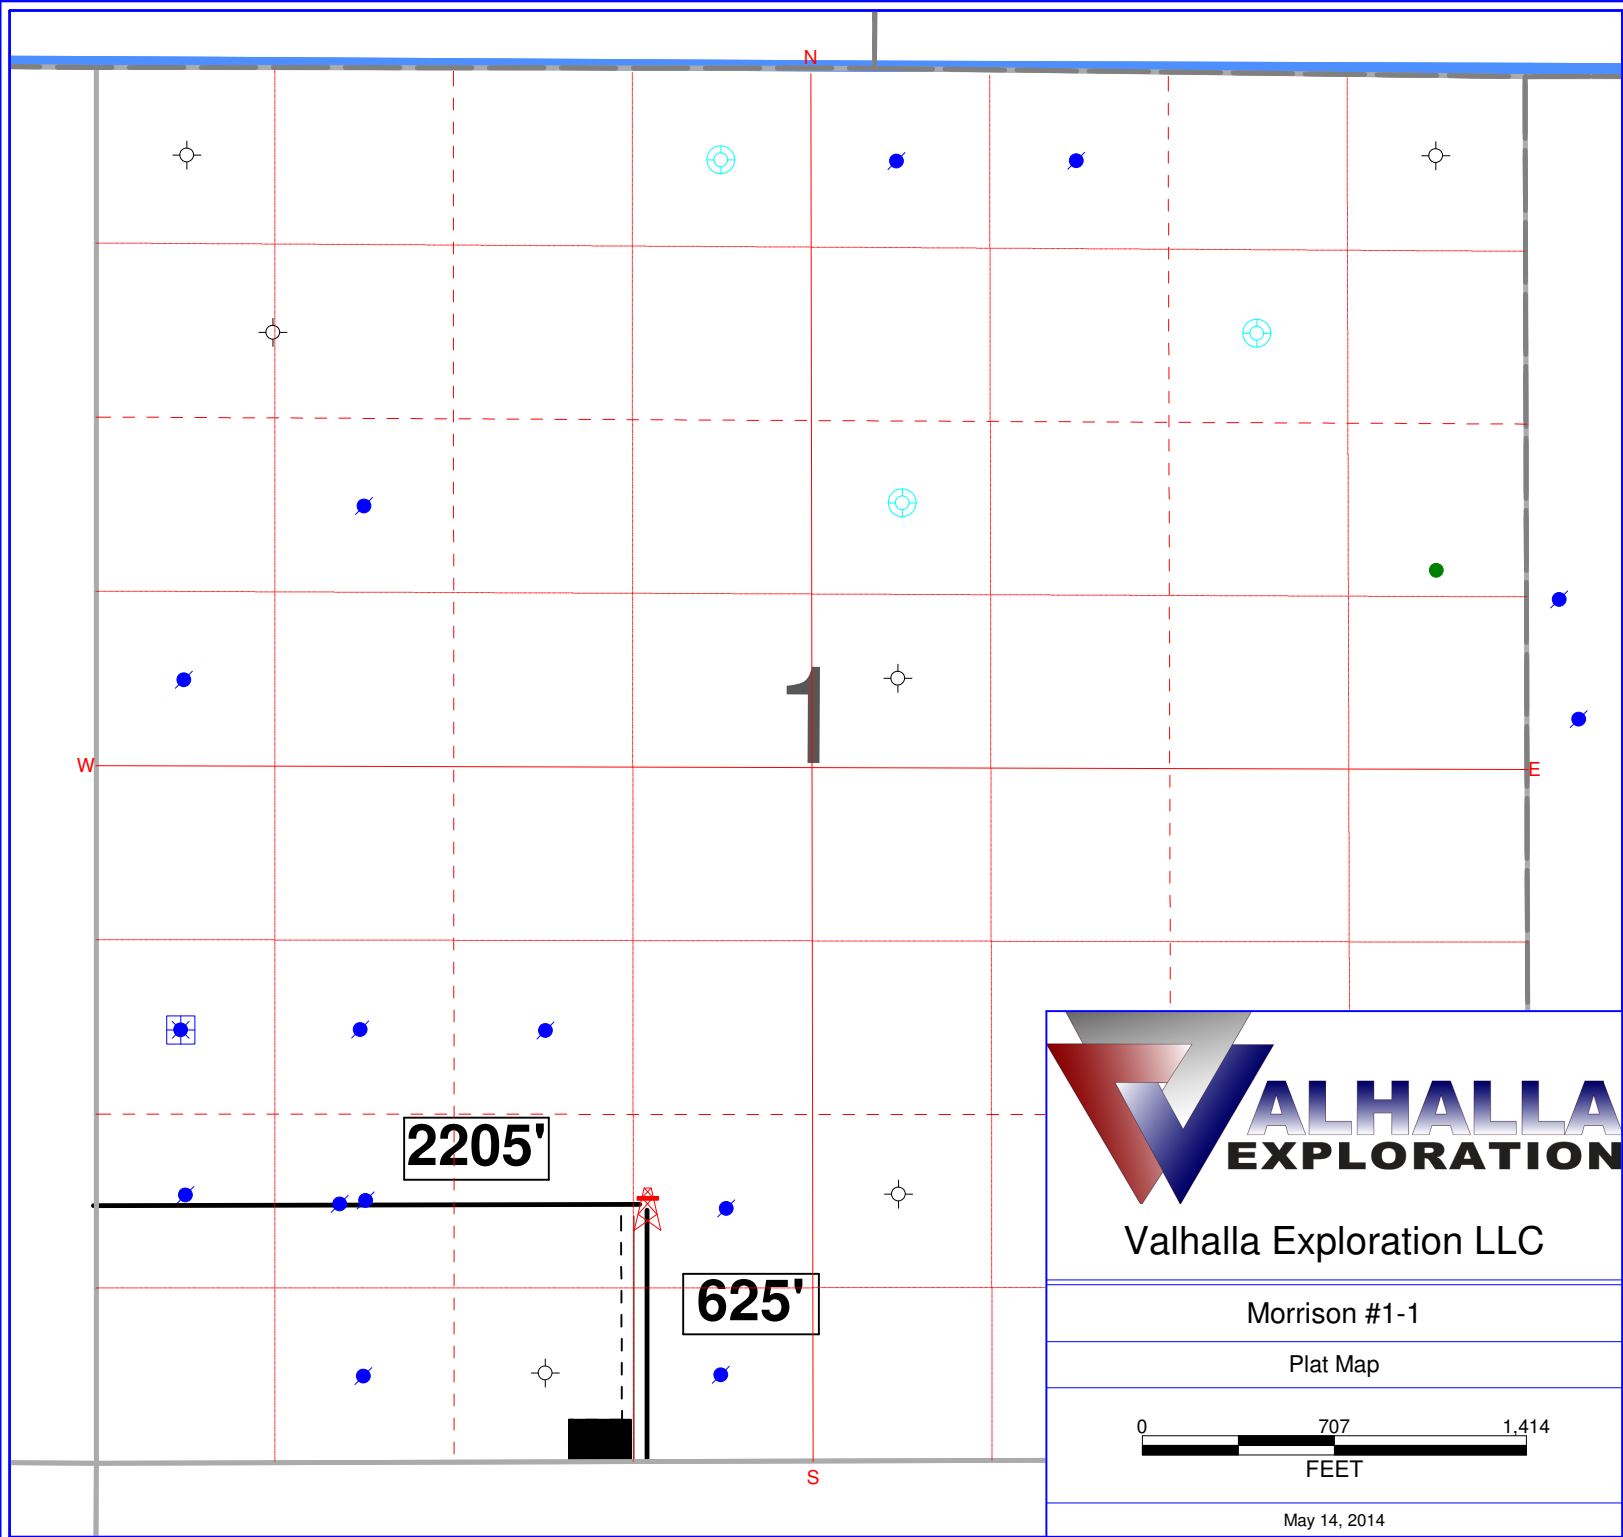 N
1
W
E
2205'
625'
S
VALHALLA
EXPLORATION
Valhalla Exploration LLC
Morrison #1-1
Plat Map
0 707 1,414
FEET
May 14, 2014